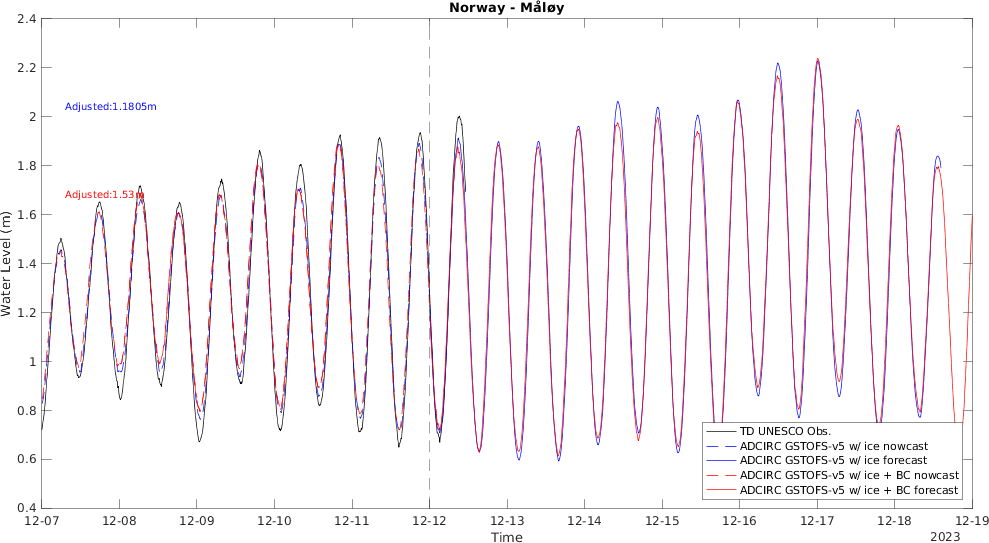 Norway - Måløy
2.4
2.2
2
1.8
1.6
1.4
1.2
1
0.8
0.6
0.4
Water Level (m)
Adjusted:1.1805m
Adjusted:1.53
TD UNESCO Obs.
ADCIRC GSTOFS-v5 w/ ice nowcast
ADCIRC GSTOFS-v5 w/ ice forecast
ADCIRC GSTOFS-v5 w/ ice + BC nowcast
ADCIRC GSTOFS-v5 w/ ice + BC forecast
12-07 12-08 12-09 12-10 12-11 12-12 12-13 12-14 12-15 12-16 12-17 12-18 12-19
Time
2023